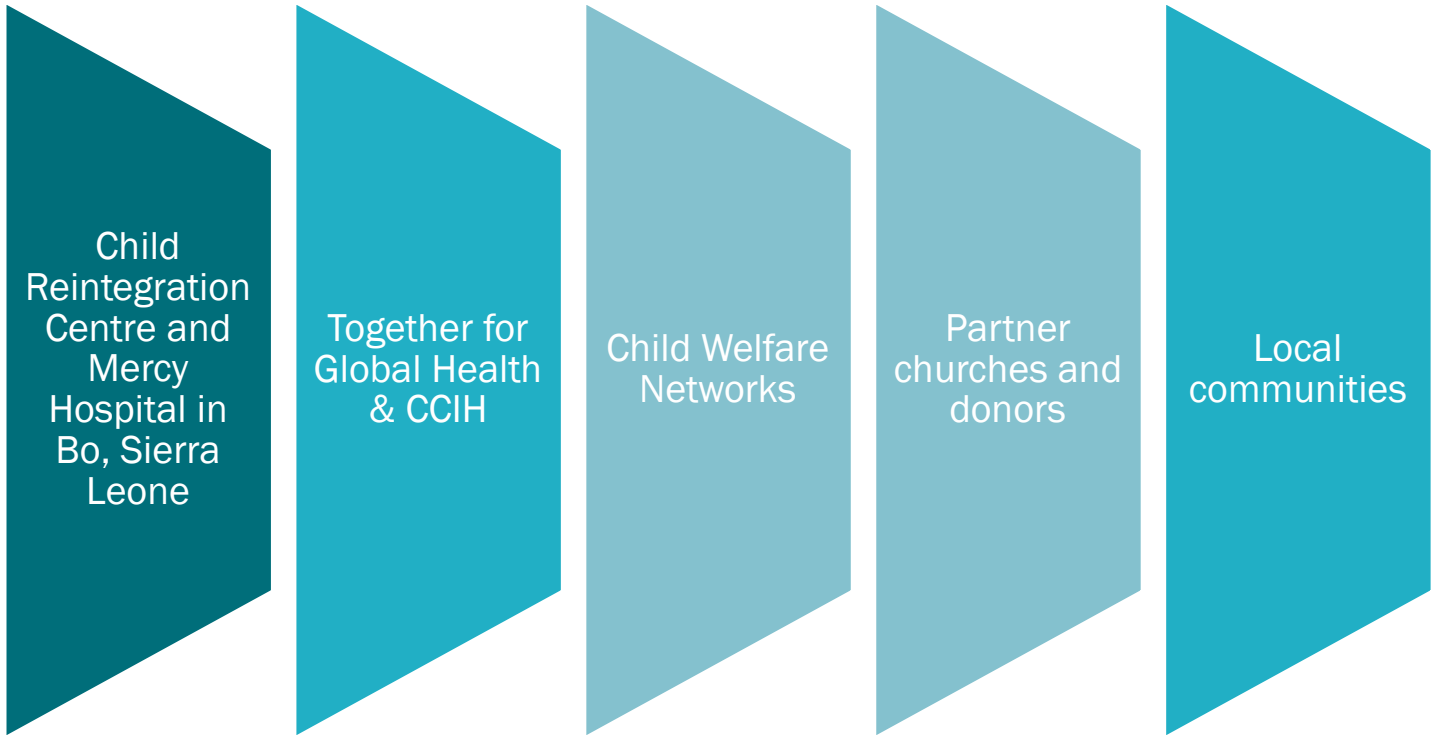 Child
Reintegration
Centre and
Mercy
Hospital in
Bo, Sierra
Leone
Together for
Global Health
& CCIH
Child Welfare
Networks
Partner
churches and
donors
Local
communities